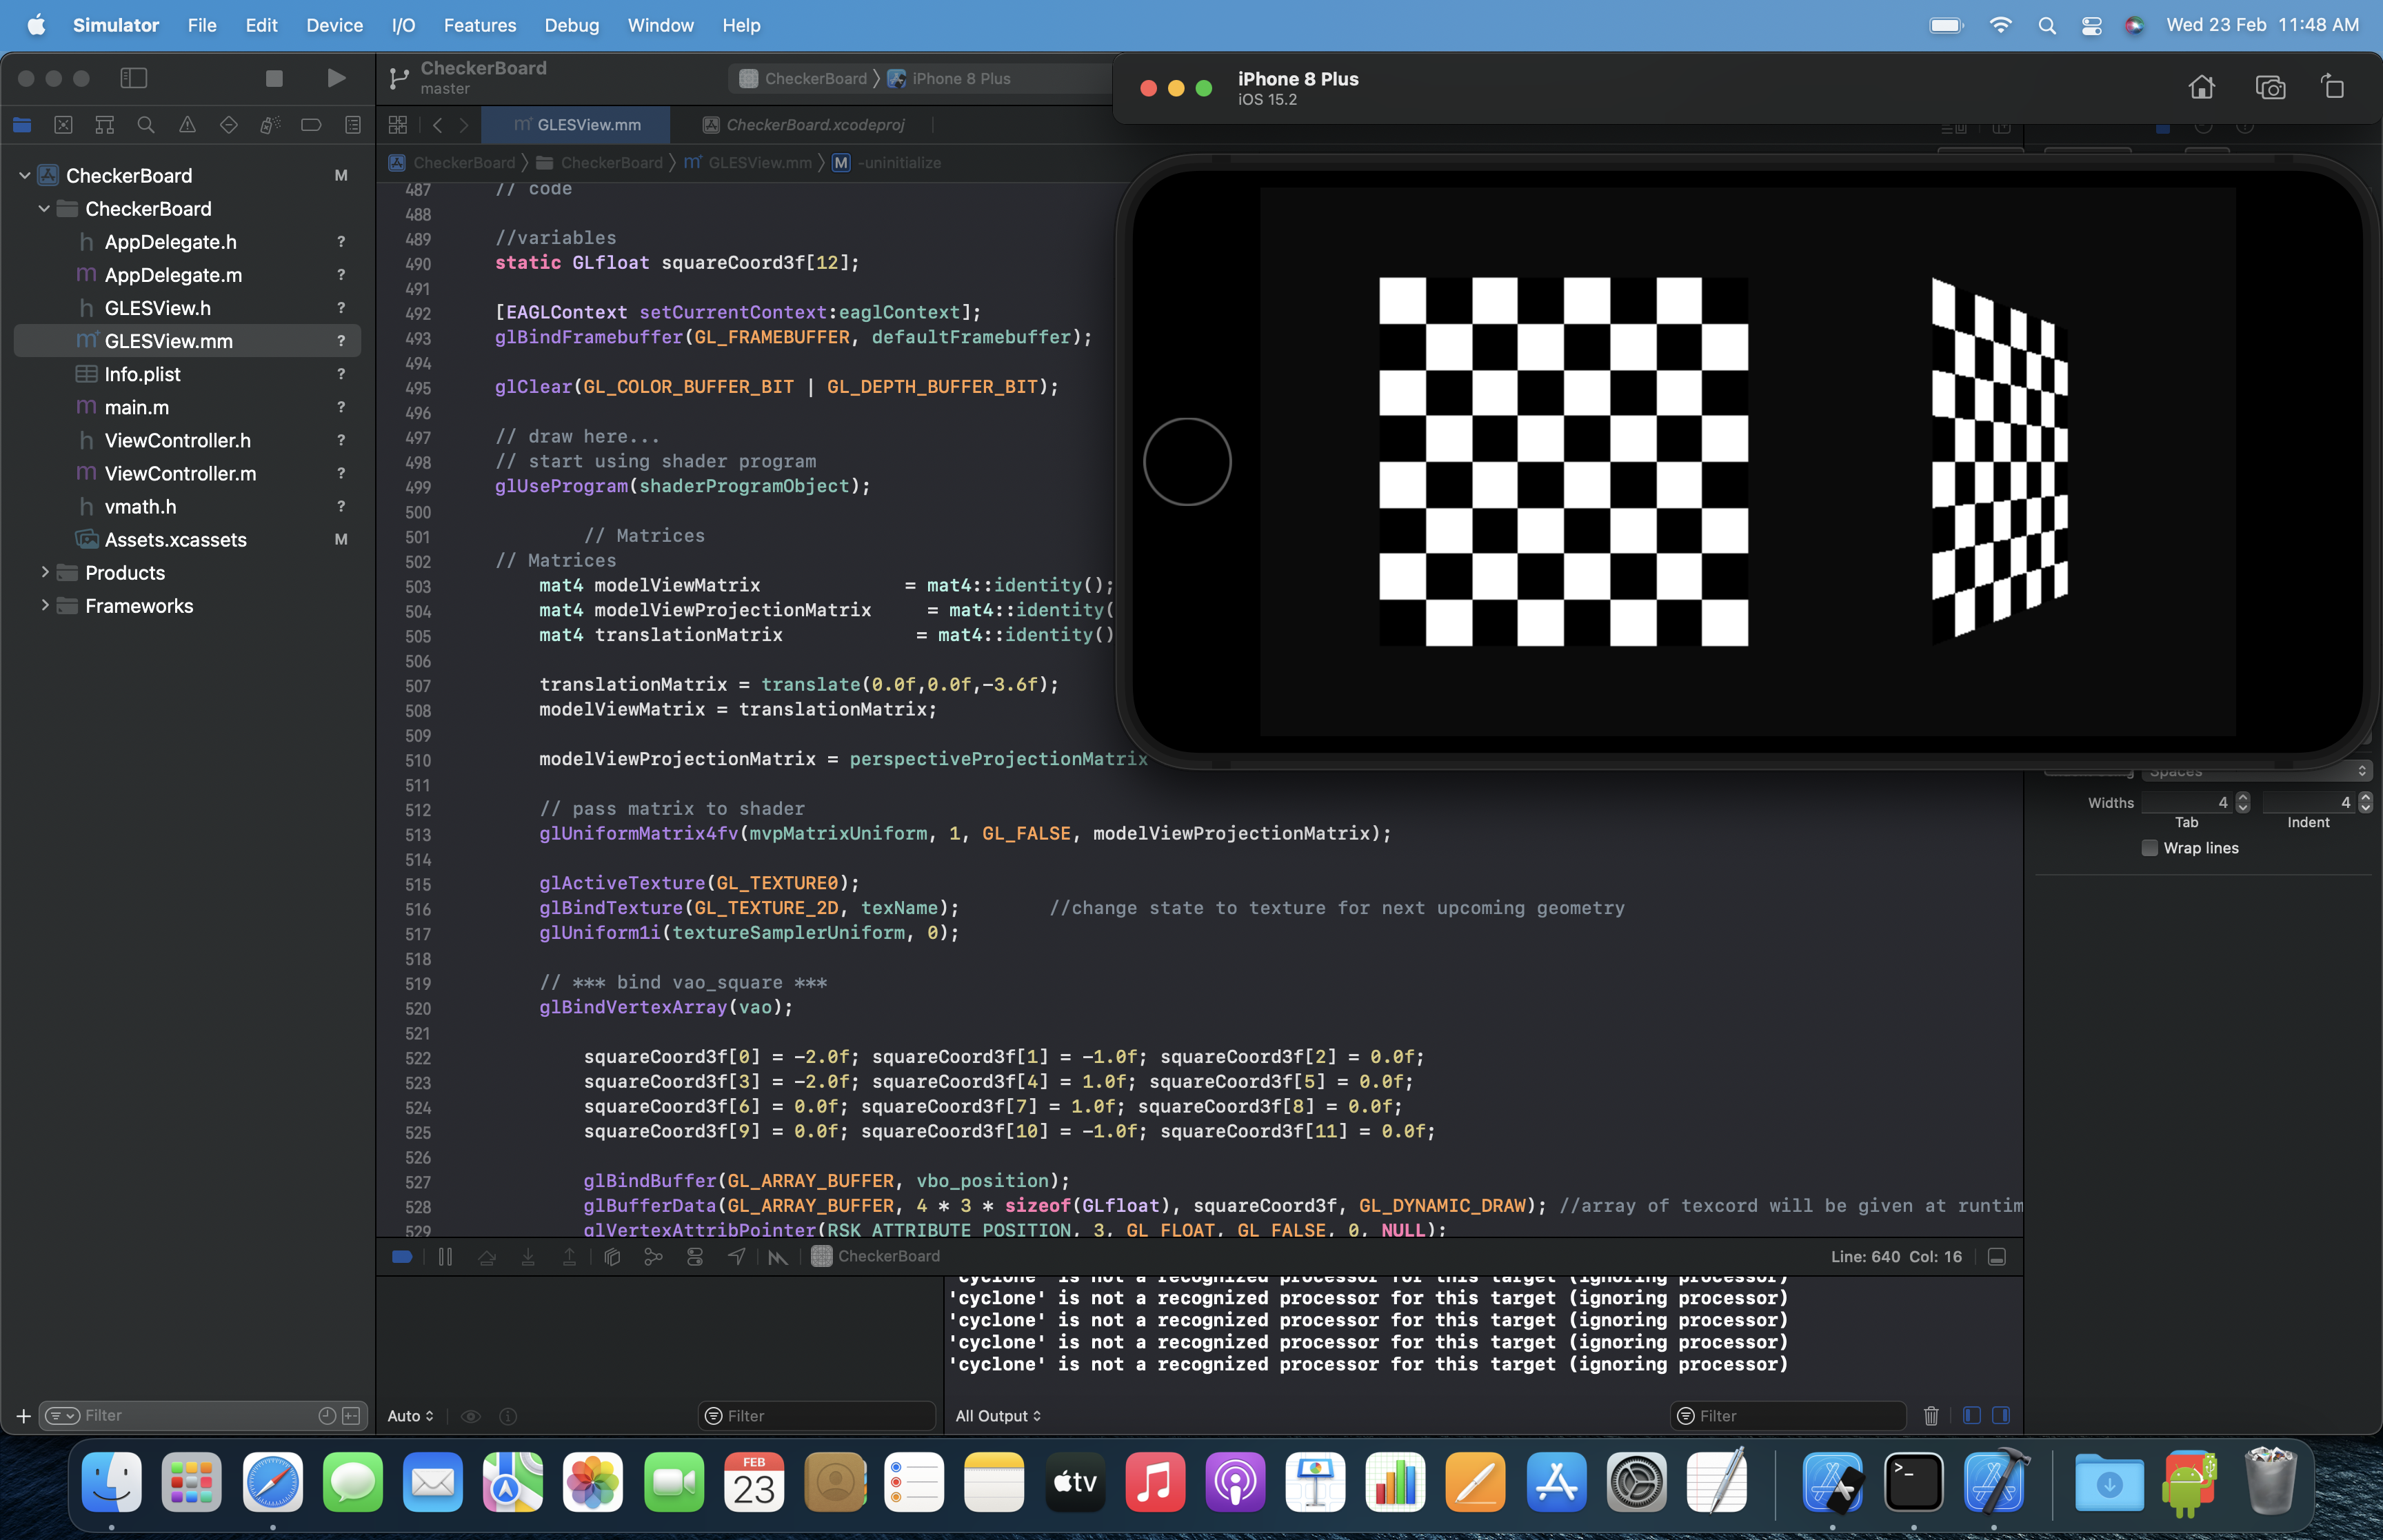 Simulator File Edit Device I/O Features Debug Window Help Wed 23 Feb 11:48 AM
CheckerBoard
master
CheckerBoard iPhone 8 Plus
iPhone 8 Plus
iOS 15.2
GLESView.mm CheckerBoard.xcodeproj
CheckerBoard CheckerBoard GLESView.mm M -uninitialize
CheckerBoard M
CheckerBoard
h AppDelegate.h ?
m AppDelegate.m ?
h GLESView.h ?
m GLESView.mm ?
Info.plist ?
m main.m ?
h ViewController.h ?
m ViewController.m ?
h vmath.h ?
Assets.xcassets M
Products
Frameworks
487 // code
488
489 //variables
490 static GLfloat squareCoord3f[12];
491
492 [EAGLContext setCurrentContext:eaglContext];
493 glBindFramebuffer(GL_FRAMEBUFFER, defaultFramebuffer);
494
495 glClear(GL_COLOR_BUFFER_BIT | GL_DEPTH_BUFFER_BIT);
496
497 // draw here...
498 // start using shader program
499 glUseProgram(shaderProgramObject);
500
501 // Matrices
502 // Matrices
503 mat4 modelViewMatrix = mat4::identity();
504 mat4 modelViewProjectionMatrix = mat4::identity(
505 mat4 translationMatrix = mat4::identity()
506
507 translationMatrix = translate(0.0f,0.0f,-3.6f);
508 modelViewMatrix = translationMatrix;
509
510 modelViewProjectionMatrix = perspectiveProjectionMatrix
511
512 // pass matrix to shader
513 glUniformMatrix4fv(mvpMatrixUniform, 1, GL_FALSE, modelViewProjectionMatrix);
514
515 glActiveTexture(GL_TEXTURE0);
516 glBindTexture(GL_TEXTURE_2D, texName); //change state to texture for next upcoming geometry
517 glUniform1i(textureSamplerUniform, 0);
518
519 // *** bind vao_square ***
520 glBindVertexArray(vao);
521
522 squareCoord3f[0] = -2.0f; squareCoord3f[1] = -1.0f; squareCoord3f[2] = 0.0f;
523 squareCoord3f[3] = -2.0f; squareCoord3f[4] = 1.0f; squareCoord3f[5] = 0.0f;
524 squareCoord3f[6] = 0.0f; squareCoord3f[7] = 1.0f; squareCoord3f[8] = 0.0f;
525 squareCoord3f[9] = 0.0f; squareCoord3f[10] = -1.0f; squareCoord3f[11] = 0.0f;
526
527 glBindBuffer(GL_ARRAY_BUFFER, vbo_position);
528 glBufferData(GL_ARRAY_BUFFER, 4 * 3 * sizeof(GLfloat), squareCoord3f, GL_DYNAMIC_DRAW); //array of texcord will be given at runtim
529 glVertexAttribPointer(RSK_ATTRIBUTE_POSITION, 3, GL_FLOAT, GL_FALSE, 0, NULL);
Spaces
Widths 4 4
Tab Indent
Wrap lines
CheckerBoard Line: 640 Col: 16
'cyclone' is not a recognized processor for this target (ignoring processor)
'cyclone' is not a recognized processor for this target (ignoring processor)
'cyclone' is not a recognized processor for this target (ignoring processor)
'cyclone' is not a recognized processor for this target (ignoring processor)
'cyclone' is not a recognized processor for this target (ignoring processor)
Filter Auto Filter All Output Filter
FEB
23
tv
>_